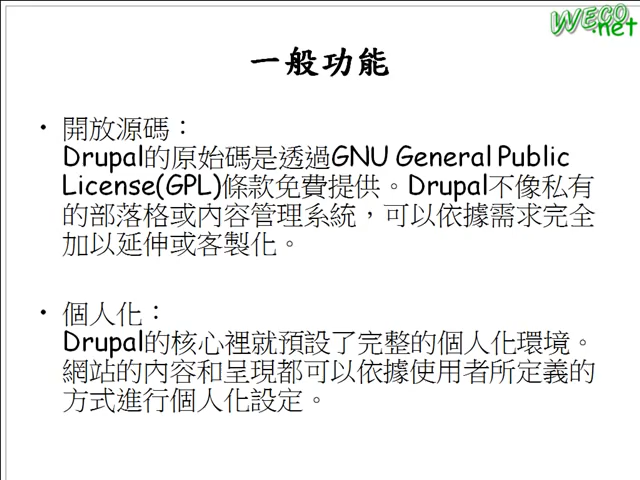 WECO.net
一般功能
• 開放源碼：
Drupal的原始碼是透過GNU General Public
License(GPL)條款免費提供。Drupal不像私有
的部落格或內容管理系統，可以依據需求完全
加以延伸或客製化。
• 個人化：
Drupal的核心裡就預設了完整的個人化環境。
網站的內容和呈現都可以依據使用者所定義的
方式進行個人化設定。